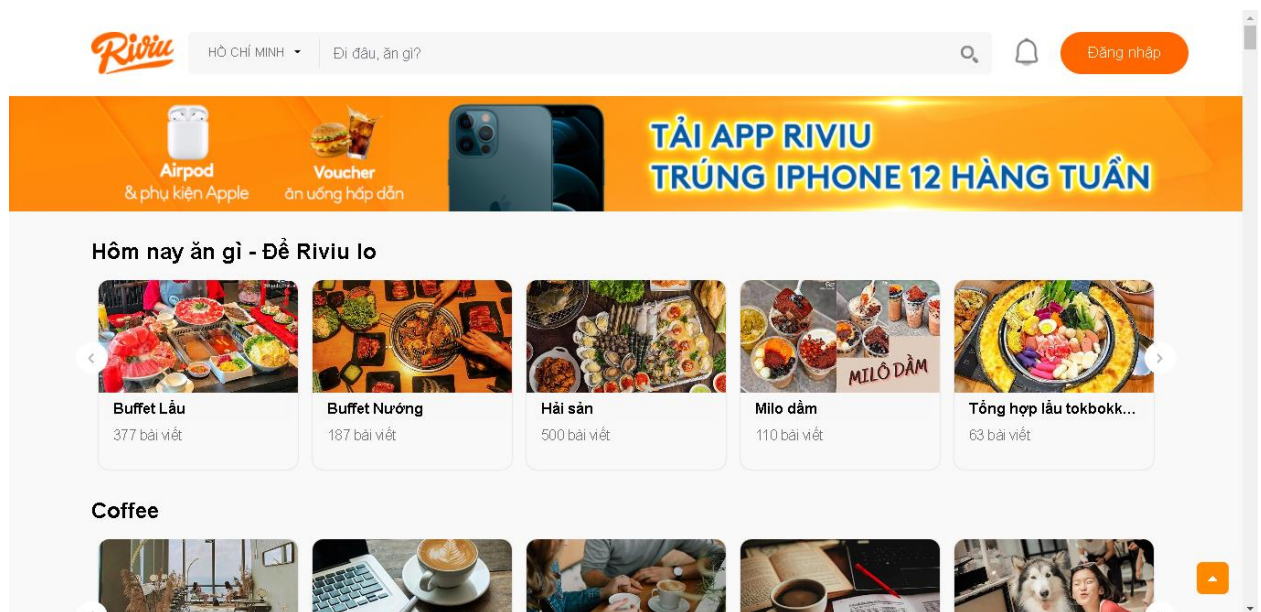 Riviu
HỒ CHÍ MINH
Đi đâu, ăn gì?
Đăng nhập
Airpod
& phụ kiện Apple
Voucher
ăn uống hấp dẫn
TẢI APP RIVIU
TRÚNG IPHONE 12 HÀNG TUẦN
Hôm nay ăn gì - Để Riviu lo
MILÔ DẦM
Buffet Lẩu
377 bài viết
Buffet Nướng
187 bài viết
Hải sản
500 bài viết
Milo dầm
110 bài viết
Tổng hợp lẩu tokbokk...
63 bài viết
Coffee